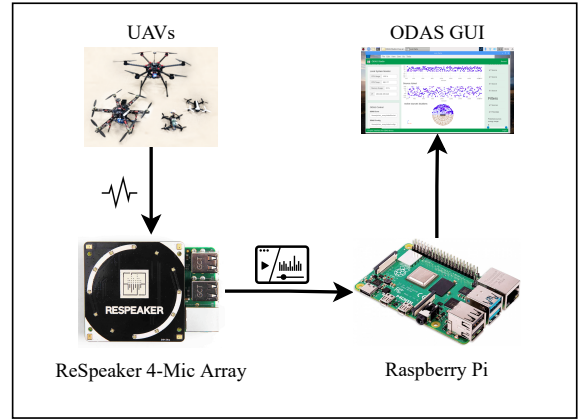 UAVs
ODAS GUI
RESPEAKER
ReSpeaker 4-Mic Array
Raspberry Pi